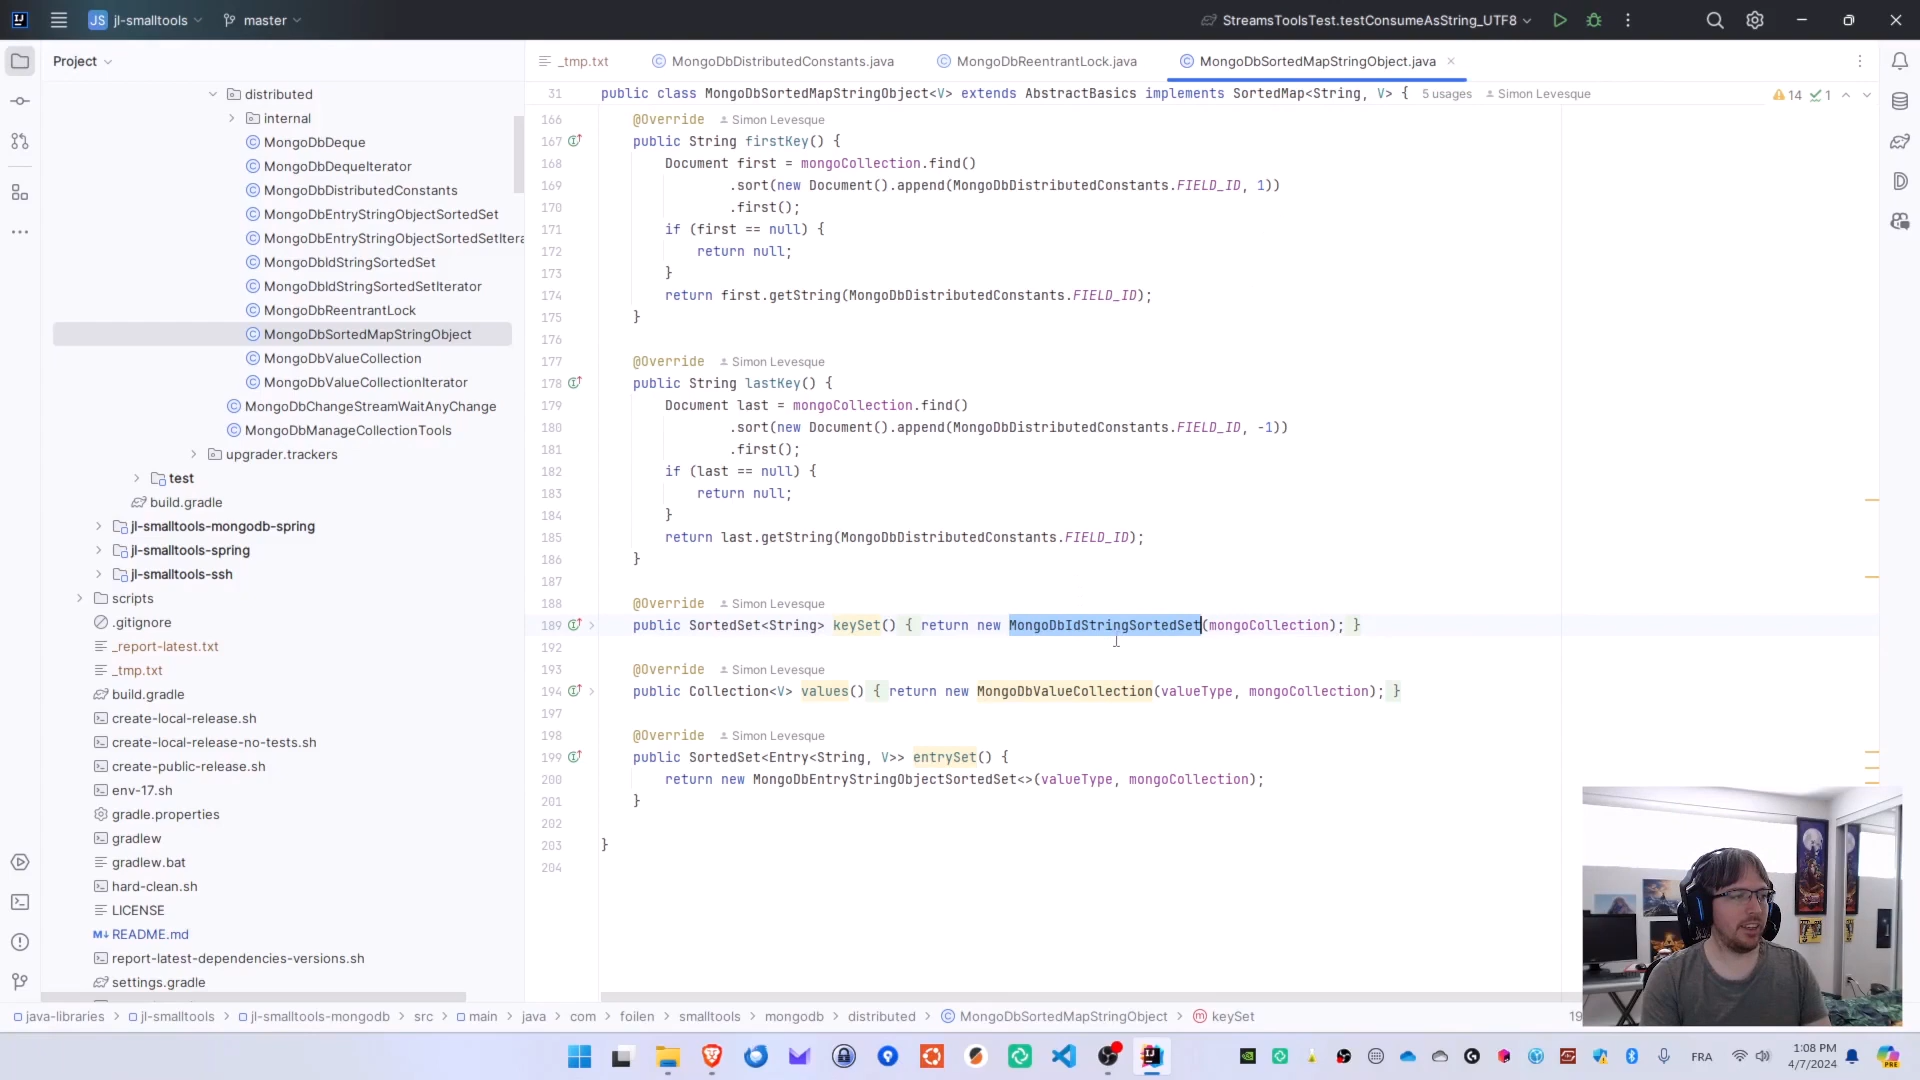 JS jl-smalltools master StreamsToolsTest.testConsumeAsString_UTF8
Project
_tmp.txt MongoDbDistributedConstants.java MongoDbReentrantLock.java MongoDbSortedMapStringObject.java
distributed
internal
MongoDbDeque
MongoDbDequeIterator
MongoDbDistributedConstants
MongoDbEntryStringObjectSortedSet
MongoDbEntryStringObjectSortedSetItera
MongoDbIdStringSortedSet
MongoDbIdStringSortedSetIterator
MongoDbReentrantLock
MongoDbSortedMapStringObject
MongoDbValueCollection
MongoDbValueCollectionIterator
MongoDbChangeStreamWaitAnyChange
MongoDbManageCollectionTools
upgrader.trackers
test
build.gradle
jl-smalltools-mongodb-spring
jl-smalltools-spring
jl-smalltools-ssh
scripts
.gitignore
_report-latest.txt
_tmp.txt
build.gradle
create-local-release.sh
create-local-release-no-tests.sh
create-public-release.sh
env-17.sh
gradle.properties
gradlew
gradlew.bat
hard-clean.sh
LICENSE
README.md
report-latest-dependencies-versions.sh
settings.gradle
31 public class MongoDbSortedMapStringObject<V> extends AbstractBasics implements SortedMap<String, V> { 5 usages Simon Levesque 14 1
166 @Override Simon Levesque
167 public String firstKey() {
168 Document first = mongoCollection.find()
169 .sort(new Document().append(MongoDbDistributedConstants.FIELD_ID, 1))
170 .first();
171 if (first == null) {
172 return null;
173 }
174 return first.getString(MongoDbDistributedConstants.FIELD_ID);
175 }
176
177 @Override Simon Levesque
178 public String lastKey() {
179 Document last = mongoCollection.find()
180 .sort(new Document().append(MongoDbDistributedConstants.FIELD_ID, -1))
181 .first();
182 if (last == null) {
183 return null;
184 }
185 return last.getString(MongoDbDistributedConstants.FIELD_ID);
186 }
187
188 @Override Simon Levesque
189 public SortedSet<String> keySet() { return new MongoDbIdStringSortedSet(mongoCollection); }
192
193 @Override Simon Levesque
194 public Collection<V> values() { return new MongoDbValueCollection(valueType, mongoCollection); }
197
198 @Override Simon Levesque
199 public SortedSet<Entry<String, V>> entrySet() {
200 return new MongoDbEntryStringObjectSortedSet<>(valueType, mongoCollection);
201 }
202
203 }
204
java-libraries > jl-smalltools > jl-smalltools-mongodb > src > main > java > com > foilen > smalltools > mongodb > distributed > MongoDbSortedMapStringObject > keySet 19
FRA 1:08 PM
4/7/2024
PRE